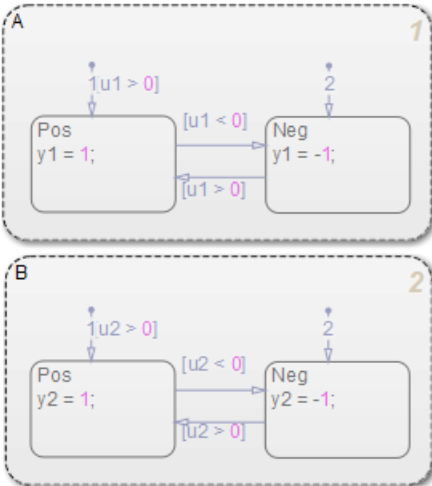 A 1
1[u1 > 0] 2
Pos [u1 < 0] Neg
y1 = 1; y1 = -1;
[u1 > 0]
B 2
1[u2 > 0] 2
Pos [u2 < 0] Neg
y2 = 1; y2 = -1;
[u2 > 0]